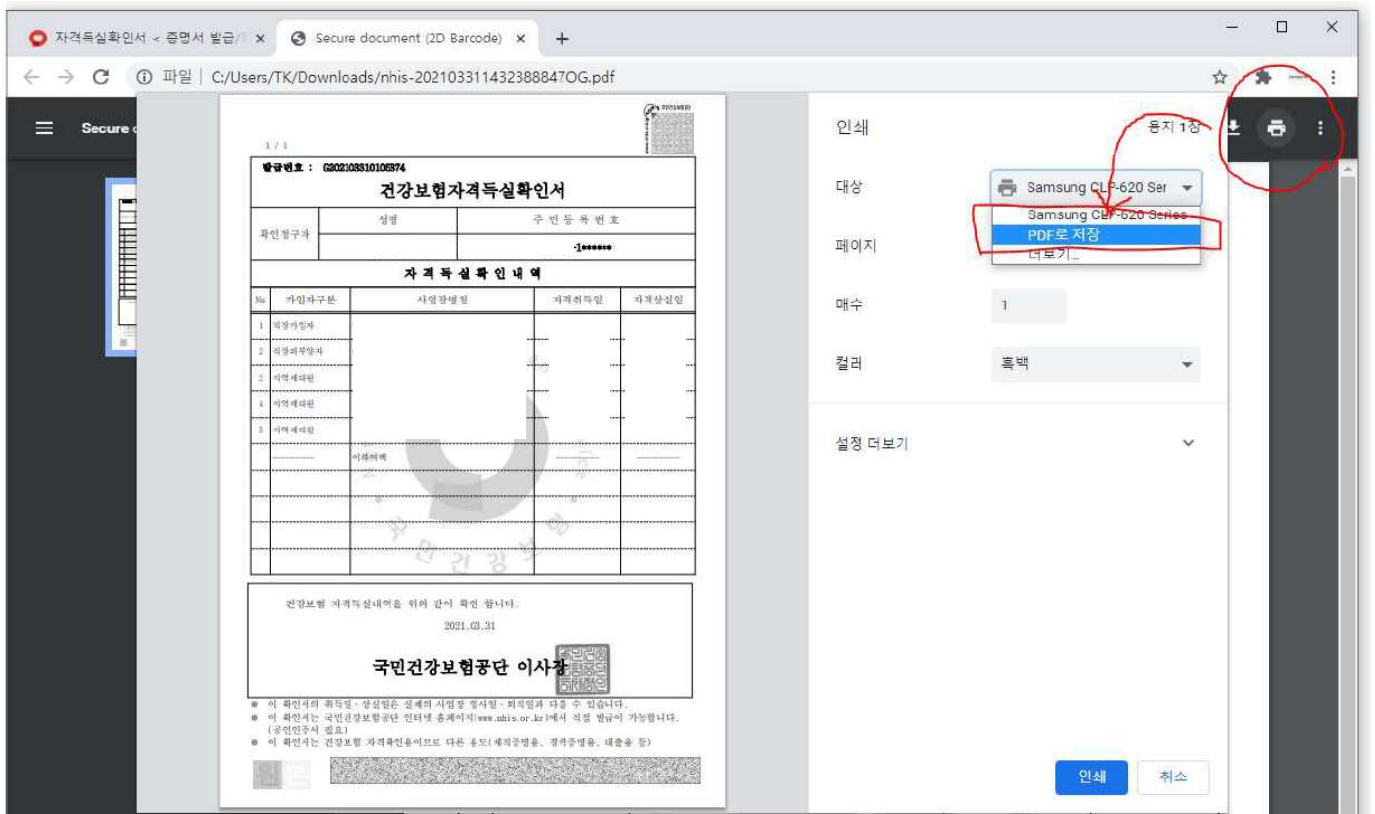 자격득실확인서 < 증명서 발급/
Secure document (2D Barcode)
파일 | C:/Users/TK/Downloads/nhis-202103311432388847OG.pdf
Secure
1 / 1
발급번호 : G202103310105874
건강보험자격득실확인서
확인청구자
성명
주민등록번호
-1******
자격득실확인내역
No 가입자구분 사업장명칭 자격취득일 자격상실일
1 직장가입자
2 직장피부양자
3 지역세대원
4 지역세대원
5 지역세대원
이하여백
국민건강보험
건강보험 자격득실내역을 위와 같이 확인 합니다.
2021.03.31
국민건강보험공단 이사장
※ 이 확인서의 취득일·상실일은 실제의 사업장 입사일·퇴직일과 다를 수 있습니다.
※ 이 확인서는 국민건강보험공단 인터넷 홈페이지(www.nhis.or.kr)에서 직접 발급이 가능합니다.
(공인인증서 필요)
※ 이 확인서는 건강보험 자격확인용이므로 다른 용도(재직증명용, 경력증명용, 대출용 등)
인쇄
용지 1장
대상
Samsung CLP-620 Ser
Samsung CLP-620 Series
PDF로 저장
더보기...
페이지
매수
1
컬러
흑백
설정 더보기
인쇄
취소